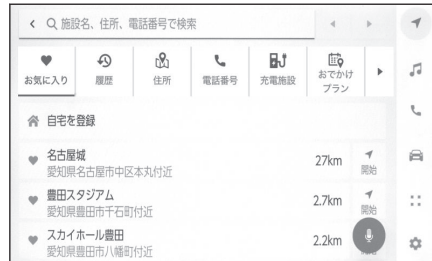 施設名、住所、電話番号で検索
お気に入り
履歴
住所
電話番号
充電施設
おでかけ
プラン
自宅を登録
名古屋城
愛知県名古屋市中区本丸付近
27km
開始
豊田スタジアム
愛知県豊田市千石町付近
2.7km
開始
スカイホール豊田
愛知県豊田市八幡町付近
2.2km